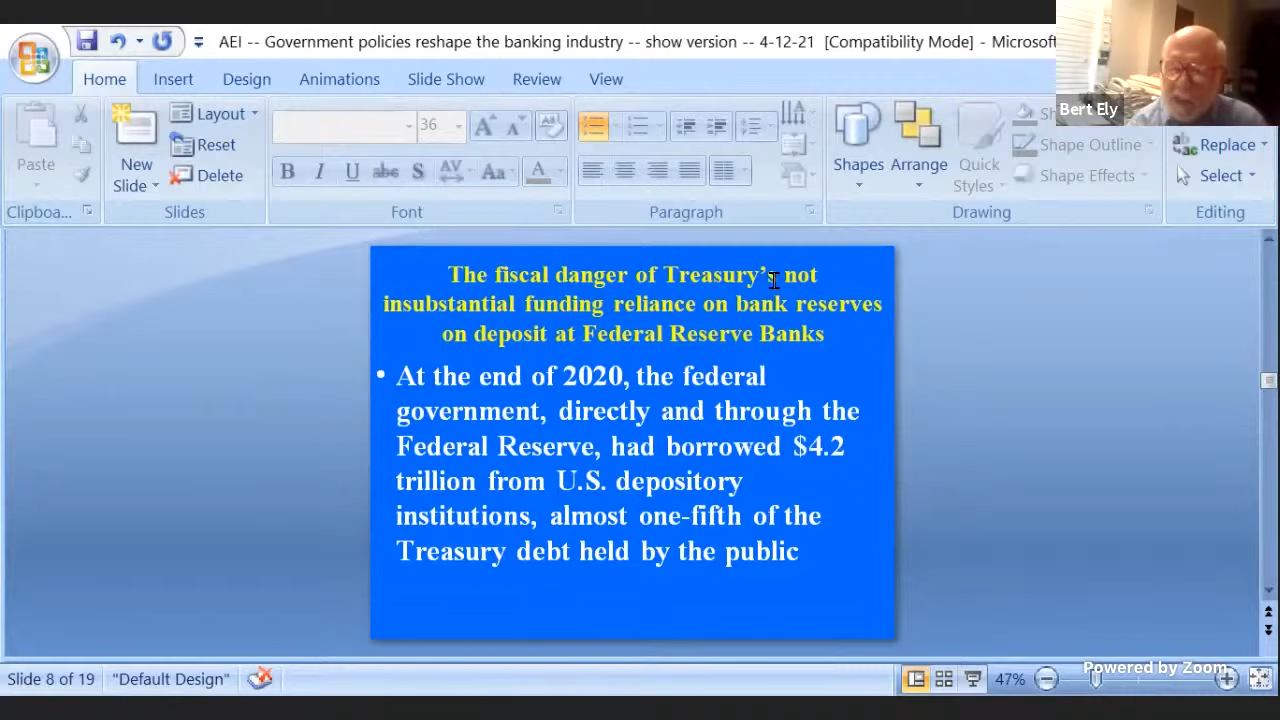 AEI -- Government policies reshape the banking industry -- show version -- 4-12-21 [Compatibility Mode] - Microsoft
Home Insert Design Animations Slide Show Review View
Bert Ely
Paste
New Slide
Layout
Reset
Delete
36
B I U abc S AV Aa A
A A
Shapes
Arrange
Quick Styles
Shape Outline
Shape Effects
Replace
Select
Clipboa... Slides Font Paragraph Drawing Editing
The fiscal danger of Treasury’s not
insubstantial funding reliance on bank reserves
on deposit at Federal Reserve Banks
• At the end of 2020, the federal
government, directly and through the
Federal Reserve, had borrowed $4.2
trillion from U.S. depository
institutions, almost one-fifth of the
Treasury debt held by the public
Slide 8 of 19 "Default Design" 47%
Powered by Zoom